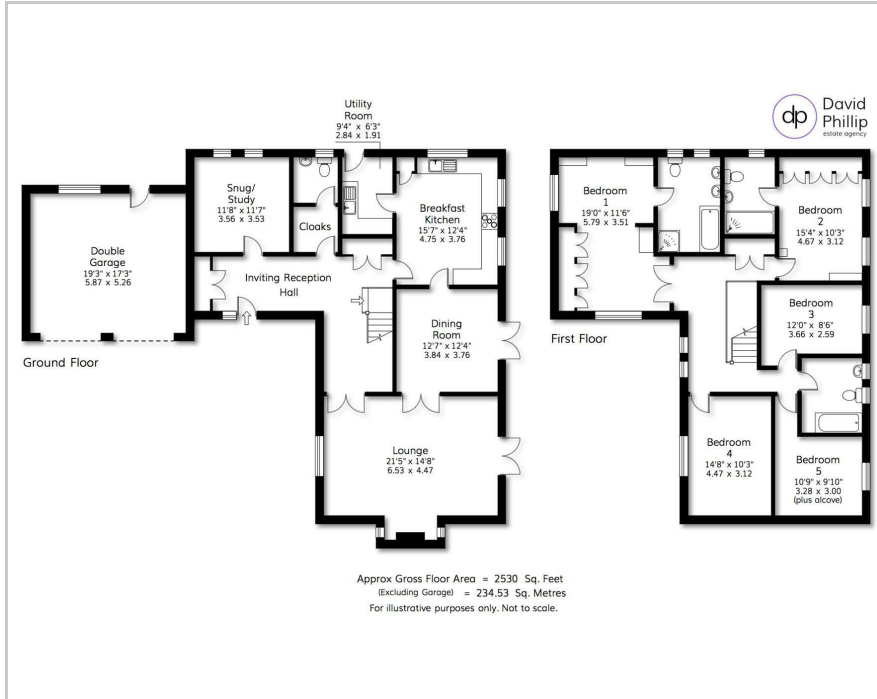 David
Phillip
estate agency
dp
Utility
Room
9'4" x 6'3"
2.84 x 1.91
Snug/
Study
11'8" x 11'7"
3.56 x 3.53
Cloaks
Breakfast
Kitchen
15'7" x 12'4"
4.75 x 3.76
Double
Garage
19'3" x 17'3"
5.87 x 5.26
Inviting Reception
Hall
Dining
Room
12'7" x 12'4"
3.84 x 3.76
Ground Floor
Lounge
21'5" x 14'8"
6.53 x 4.47
Bedroom
1
19'0" x 11'6"
5.79 x 3.51
Bedroom
2
15'4" x 10'3"
4.67 x 3.12
Bedroom
3
12'0" x 8'6"
3.66 x 2.59
First Floor
Bedroom
4
14'8" x 10'3"
4.47 x 3.12
Bedroom
5
10'9" x 9'10"
3.28 x 3.00
(plus alcove)
Approx Gross Floor Area = 2530 Sq. Feet
(Excluding Garage) = 234.53 Sq. Metres
For illustrative purposes only. Not to scale.